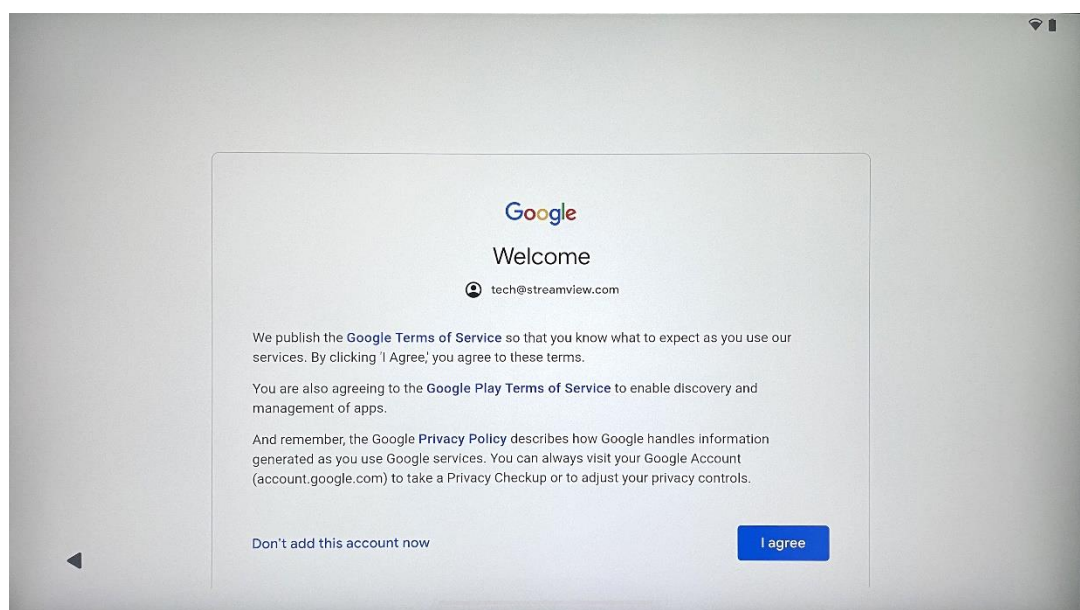 Google
Welcome
tech@streamview.com
We publish the Google Terms of Service so that you know what to expect as you use our
services. By clicking 'I Agree,' you agree to these terms.
You are also agreeing to the Google Play Terms of Service to enable discovery and
management of apps.
And remember, the Google Privacy Policy describes how Google handles information
generated as you use Google services. You can always visit your Google Account
(account.google.com) to take a Privacy Checkup or to adjust your privacy controls.
Don't add this account now
I agree